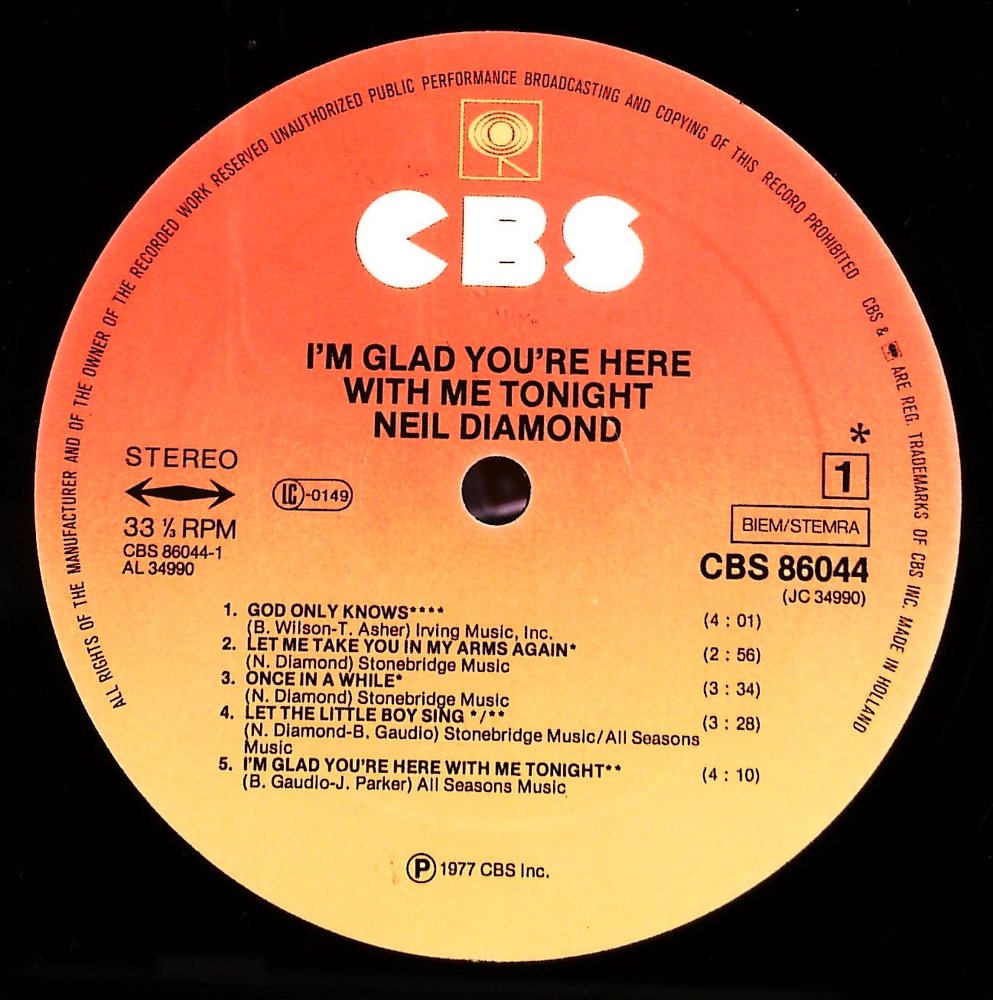 ALL RIGHTS OF THE MANUFACTURER AND OF THE OWNER OF THE RECORDED WORK RESERVED UNAUTHORIZED PUBLIC PERFORMANCE BROADCASTING AND COPYING OF THIS RECORD PROHIBITED CBS & ARE REG. TRADEMARKS OF CBS INC. MADE IN HOLLAND
CBS
I'M GLAD YOU'RE HERE
WITH ME TONIGHT
NEIL DIAMOND
STEREO
33 ⅓ RPM
CBS 86044-1
AL 34990
LC-0149
*
1
BIEM/STEMRA
CBS 86044
(JC 34990)
1. GOD ONLY KNOWS**** (4 : 01)
(B. Wilson-T. Asher) Irving Music, Inc.
2. LET ME TAKE YOU IN MY ARMS AGAIN* (2 : 56)
(N. Diamond) Stonebridge Music
3. ONCE IN A WHILE* (3 : 34)
(N. Diamond) Stonebridge Music
4. LET THE LITTLE BOY SING */** (3 : 28)
(N. Diamond-B. Gaudio) Stonebridge Music/All Seasons
Music
5. I'M GLAD YOU'RE HERE WITH ME TONIGHT** (4 : 10)
(B. Gaudio-J. Parker) All Seasons Music
℗ 1977 CBS Inc.